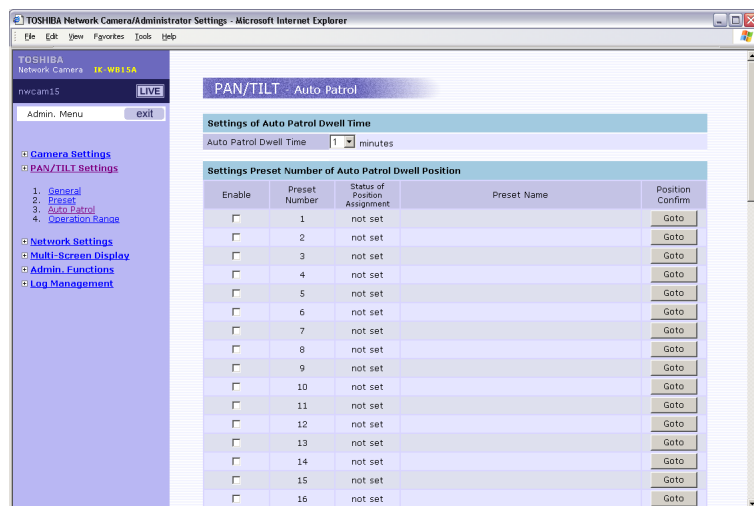 TOSHIBA Network Camera/Administrator Settings - Microsoft Internet Explorer
File Edit View Favorites Tools Help
TOSHIBA
Network Camera IK-WB15A
nwcam15 LIVE
Admin. Menu exit
Camera Settings
PAN/TILT Settings
1. General
2. Preset
3. Auto Patrol
4. Operation Range
Network Settings
Multi-Screen Display
Admin. Functions
Log Management
PAN/TILT - Auto Patrol
Settings of Auto Patrol Dwell Time
Auto Patrol Dwell Time 1 minutes
Settings Preset Number of Auto Patrol Dwell Position
Enable Preset Number Status of Position Assignment Preset Name Position Confirm
1 not set Goto
2 not set Goto
3 not set Goto
4 not set Goto
5 not set Goto
6 not set Goto
7 not set Goto
8 not set Goto
9 not set Goto
10 not set Goto
11 not set Goto
12 not set Goto
13 not set Goto
14 not set Goto
15 not set Goto
16 not set Goto